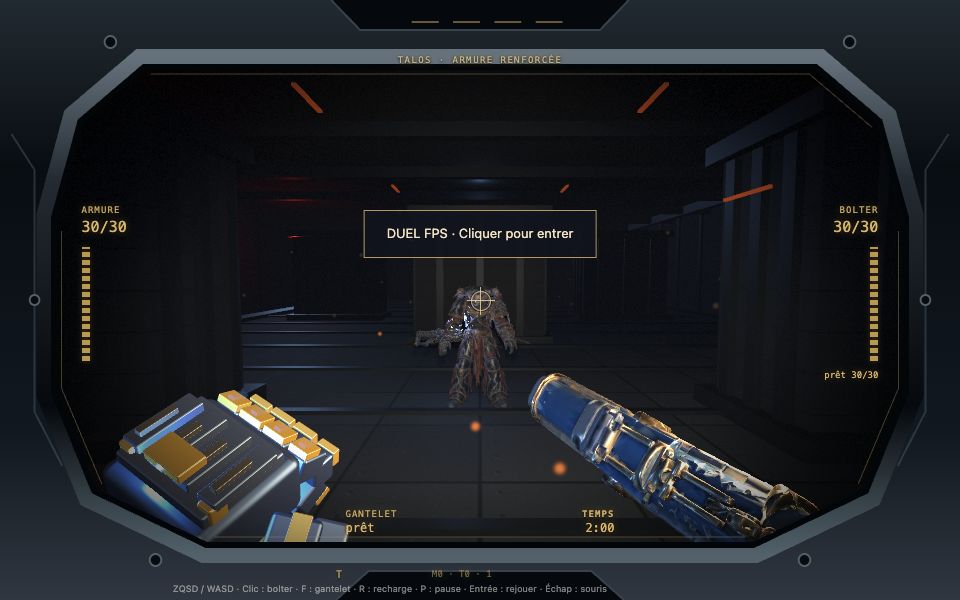 TALOS · ARMURE RENFORCÉE
ARMURE
30/30
BOLTER
30/30
DUEL FPS · Cliquer pour entrer
prêt 30/30
GANTELET
prêt
TEMPS
2:00
T
M0 · T0 · 1
ZQSD / WASD · Clic : bolter · F : gantelet · R : recharge · P : pause · Entrée : rejouer · Échap : souris